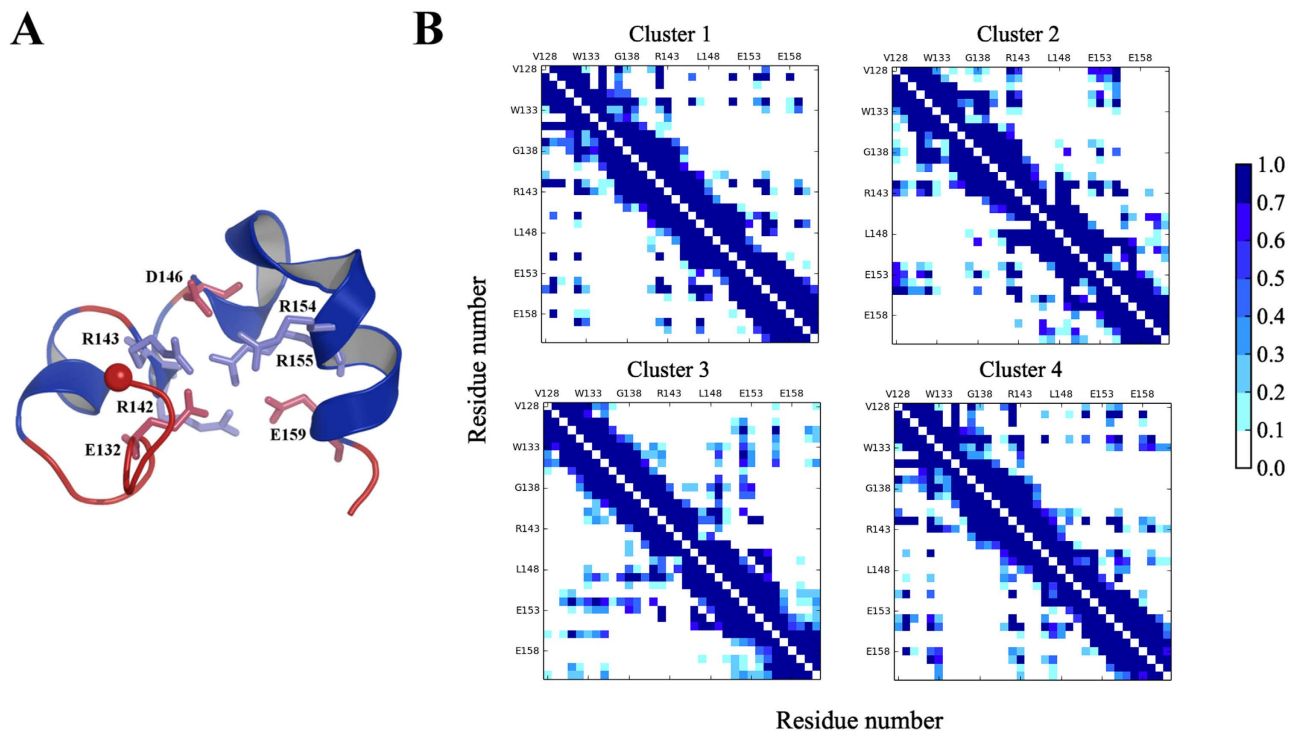 A
B
D146
R154
R143
R155
R142
E132
E159
Cluster 1
V128 W133 G138 R143 L148 E153 E158
V128
W133
G138
R143
L148
E153
E158
Cluster 2
V128 W133 G138 R143 L148 E153 E158
V128
W133
G138
R143
L148
E153
E158
Cluster 3
V128 W133 G138 R143 L148 E153 E158
V128
W133
G138
R143
L148
E153
E158
Cluster 4
V128 W133 G138 R143 L148 E153 E158
V128
W133
G138
R143
L148
E153
E158
Residue number
Residue number
1.0
0.7
0.6
0.5
0.4
0.3
0.2
0.1
0.0